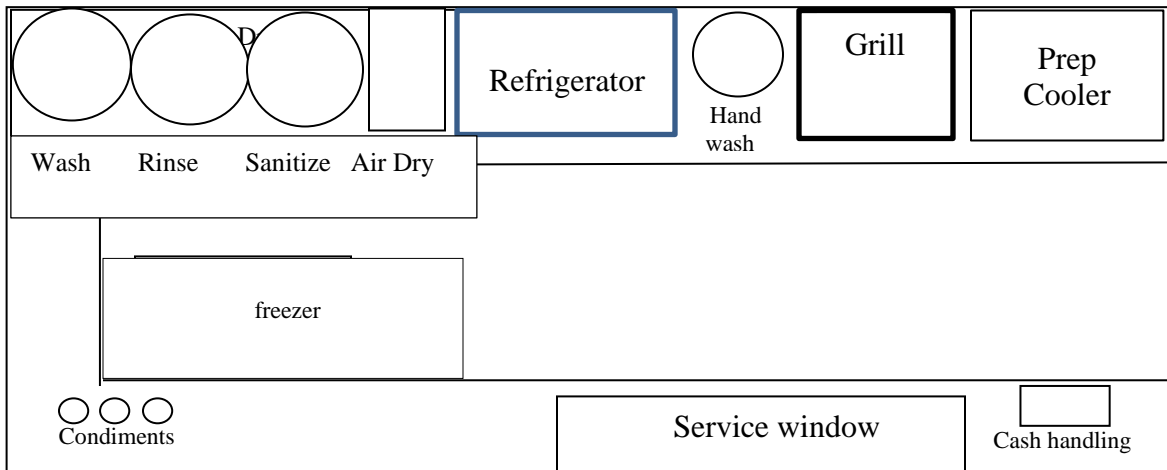 D
Refrigerator
Grill
Prep
Cooler
Hand
wash
Wash Rinse Sanitize Air Dry
freezer
Condiments
Service window
Cash handling